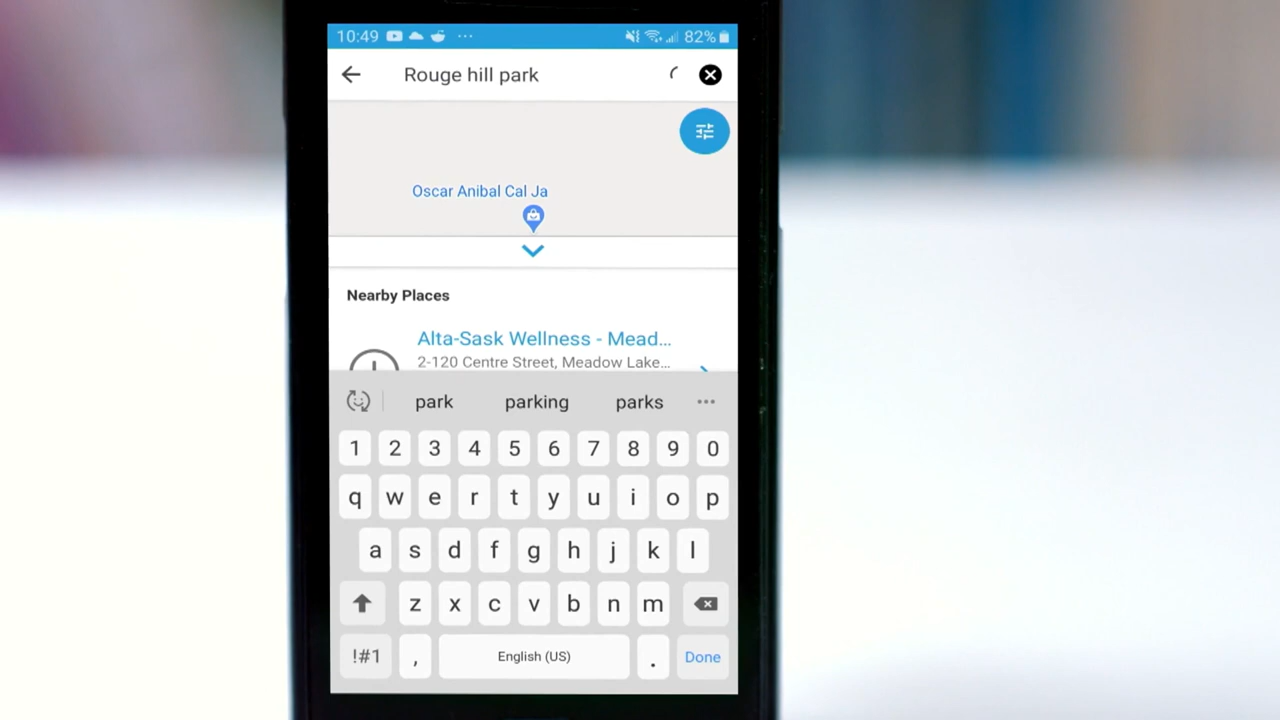 10:49 ... 82%
Rouge hill park
Oscar Anibal Cal Ja
Nearby Places
Alta-Sask Wellness - Mead...
2-120 Centre Street, Meadow Lake...
park parking parks ...
1 2 3 4 5 6 7 8 9 0
q w e r t y u i o p
a s d f g h j k l
z x c v b n m
!#1 , English (US) . Done